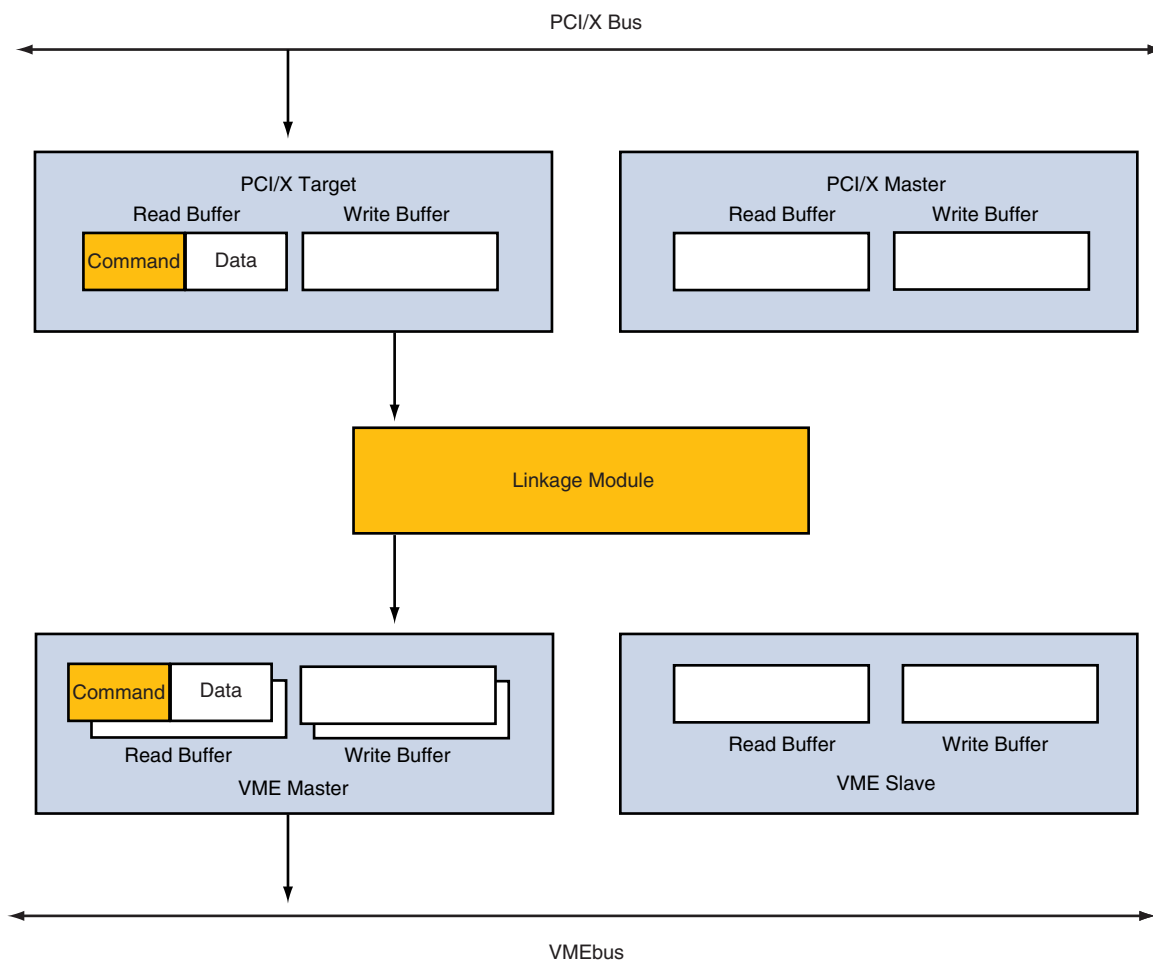 PCI/X Bus
PCI/X Target
Read Buffer
Write Buffer
Command
Data
PCI/X Master
Read Buffer
Write Buffer
Linkage Module
Command
Data
Read Buffer
Write Buffer
VME Master
Read Buffer
Write Buffer
VME Slave
VMEbus